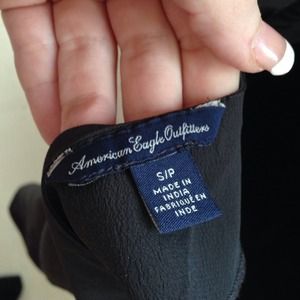 American Eagle Outfitters
S/P
MADE IN
INDIA
FABRIQUÉ EN
INDE